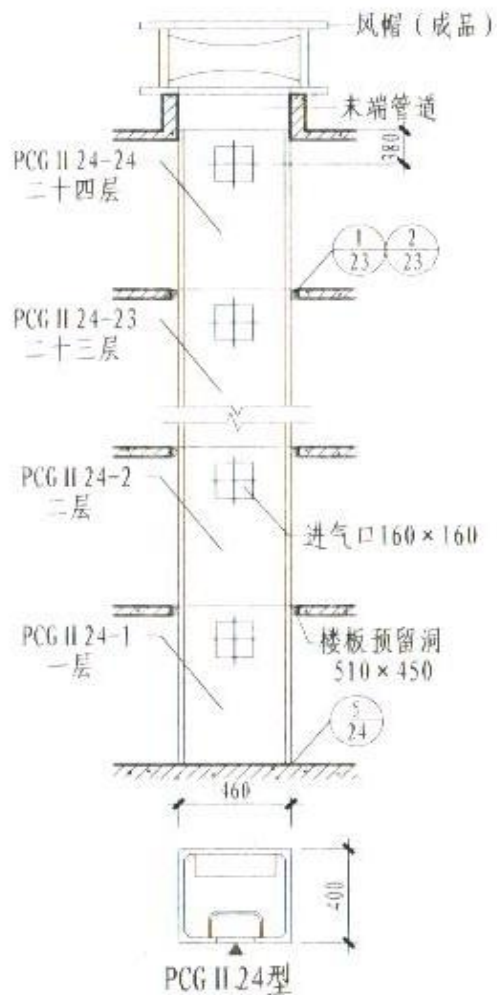 风帽（成品）
末端管道
380
PCG II 24-24
二十四层
1
23
2
23
PCG II 24-23
二十三层
PCG II 24-2
二层
进气口160×160
PCG II 24-1
一层
楼板预留洞
510×450
5
24
460
400
PCG II 24型